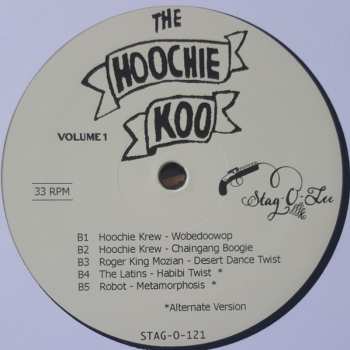 THE
HOOCHIE
KOO
VOLUME 1
33 RPM
Stag-O-Lee
B1 Hoochie Krew - Wobedoowop
B2 Hoochie Krew - Chaingang Boogie
B3 Roger King Mozian - Desert Dance Twist
B4 The Latins - Habibi Twist *
B5 Robot - Metamorphosis *
*Alternate Version
STAG-O-121